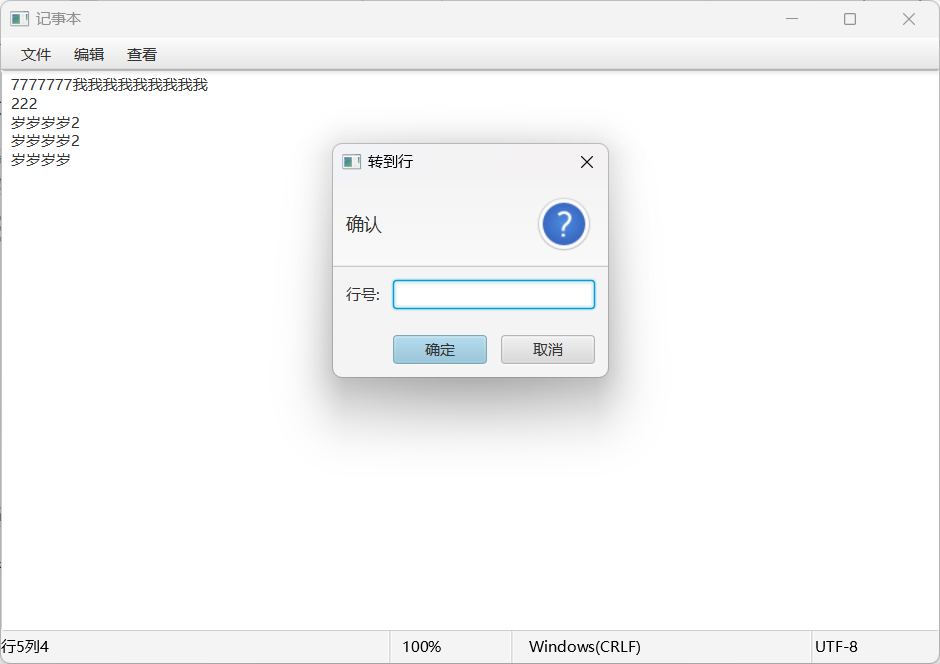 记事本
文件 编辑 查看
7777777我我我我我我我我我
222
岁岁岁岁2
岁岁岁岁2
岁岁岁岁
转到行
确认
?
行号:
确定 取消
行5列4 100% Windows(CRLF) UTF-8